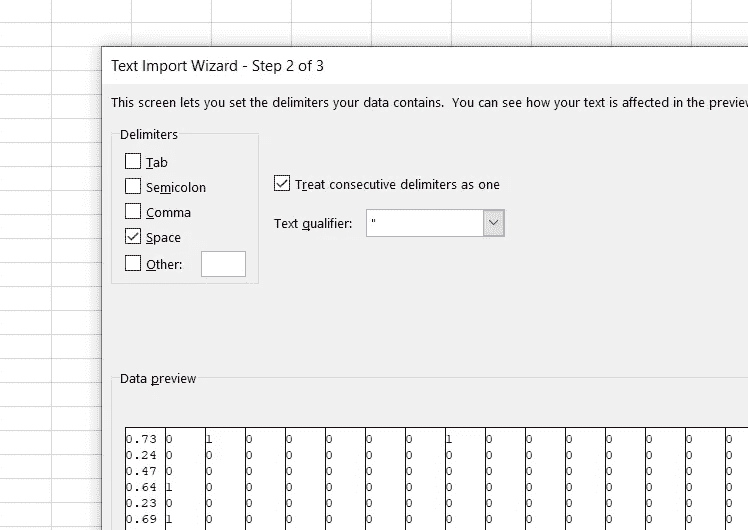 Text Import Wizard - Step 2 of 3
This screen lets you set the delimiters your data contains.  You can see how your text is affected in the
Delimiters
Tab
Semicolon
Treat consecutive delimiters as one
Comma
Text qualifier: "
Space
Other:
Data preview
0.73 0 1 0 0 0 0 0 1 0 0 0 0 0 0 0
0.24 0 0 0 0 0 0 0 0 0 0 0 0 0 0 0
0.47 0 0 0 0 0 0 0 0 0 0 0 0 0 0 0
0.64 1 0 0 0 0 0 0 0 0 0 0 0 0 0 0
0.23 0 0 0 0 0 0 0 0 0 0 0 0 0 0 0
0.69 1 0 0 0 0 0 0 0 0 0 0 0 0 0 0